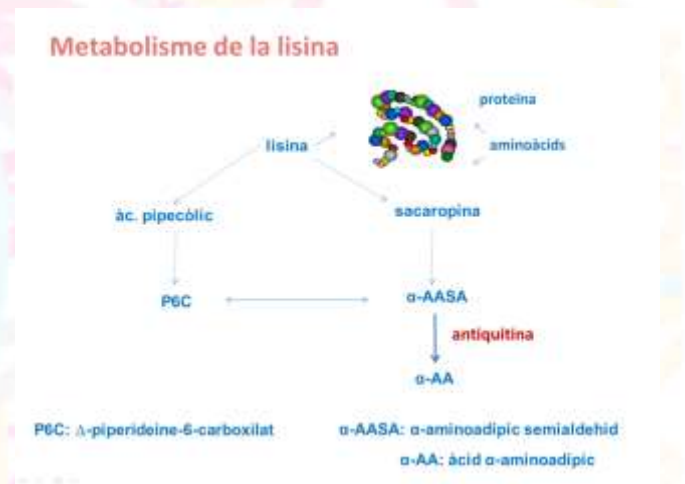 Metabolisme de la lisina
proteïna
lisina
aminoàcids
àc. pipecòlic
sacaropina
P6C
α-AASA
antiquitina
α-AA
P6C: Δ-piperideine-6-carboxilat
α-AASA: α-aminoadipic semialdehid
α-AA: àcid α-aminoadipic